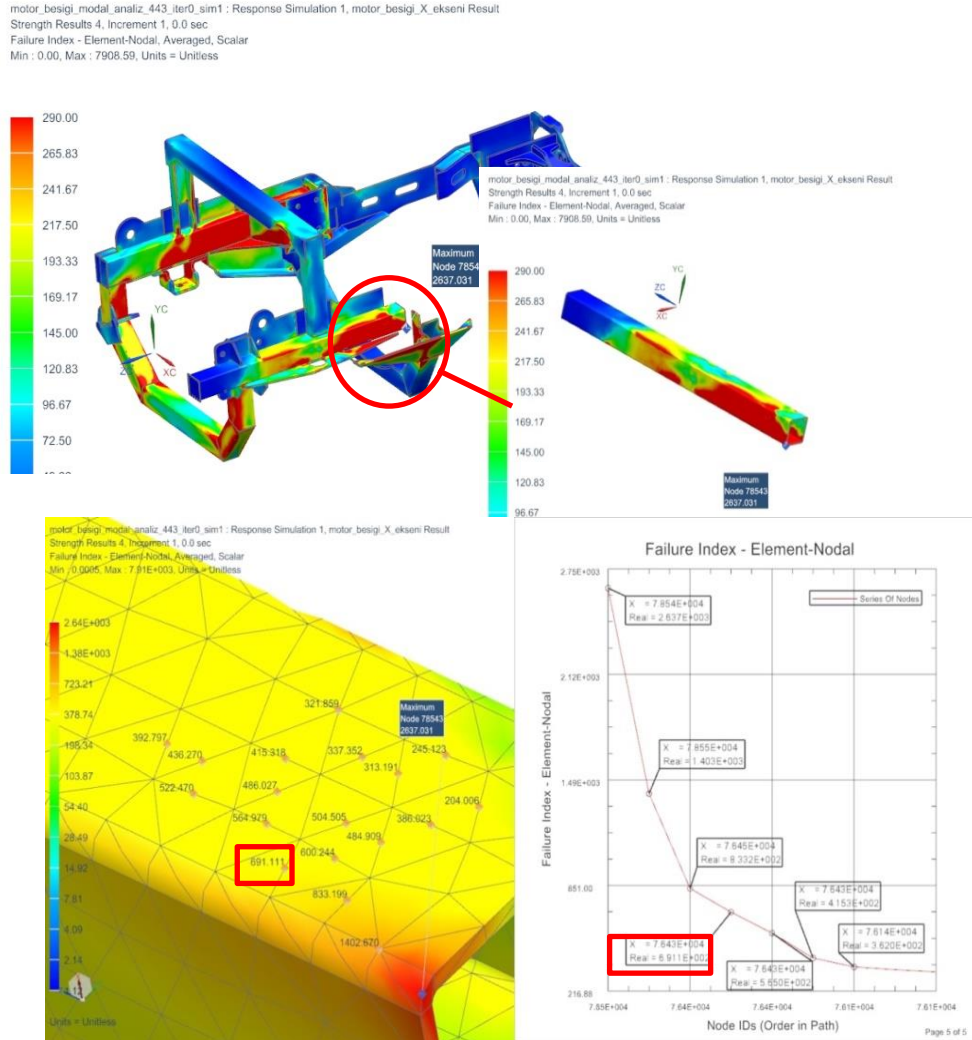 motor_besigi_modal_analiz_443_iter0_sim1 : Response Simulation 1, motor_besigi_X_ekseni Result
Strength Results 4, Increment 1, 0.0 sec
Failure Index - Element-Nodal, Averaged, Scalar
Min : 0.00, Max : 7908.59, Units = Unitless
290.00
265.83
241.67
217.50
193.33
169.17
145.00
120.83
96.67
72.50
Maximum
Node 7854
2637.031
YC
ZC
XC
motor_besigi_modal_analiz_443_iter0_sim1 : Response Simulation 1, motor_besigi_X_ekseni Result
Strength Results 4, Increment 1, 0.0 sec
Failure Index - Element-Nodal, Averaged, Scalar
Min : 0.00, Max : 7908.59, Units = Unitless
290.00
265.83
241.67
217.50
193.33
169.17
145.00
120.83
96.67
YC
ZC
XC
Maximum
Node 78543
2637.031
motor_besigi_modal_analiz_443_iter0_sim1 : Response Simulation 1, motor_besigi_X_ekseni Result
Strength Results 4, Increment 1, 0.0 sec
Failure Index - Element-Nodal, Averaged, Scalar
Min : 0.0005, Max : 7.91E+003, Units = Unitless
2.64E+003
1.38E+003
723.21
378.74
198.34
103.87
54.40
28.49
14.92
7.81
4.09
2.14
Units = Unitless
Maximum
Node 78543
2637.031
321.859
392.797
436.270
415.318
337.352
245.123
313.191
522.470
486.027
204.006
564.979
504.505
386.023
484.909
691.111
600.244
833.199
1402.670
Failure Index - Element-Nodal
2.75E+003
2.12E+003
1.49E+003
851.00
216.88
Failure Index - Element-Nodal
Series Of Nodes
X = 7.854E+004
Real = 2.637E+003
X = 7.855E+004
Real = 1.403E+003
X = 7.645E+004
Real = 8.332E+002
X = 7.643E+004
Real = 4.153E+002
X = 7.614E+004
Real = 3.620E+002
X = 7.643E+004
Real = 6.911E+002
X = 7.643E+004
Real = 5.650E+002
7.85E+004
7.64E+004
7.64E+004
7.61E+004
7.61E+004
Node IDs (Order in Path)
Page 5 of 5